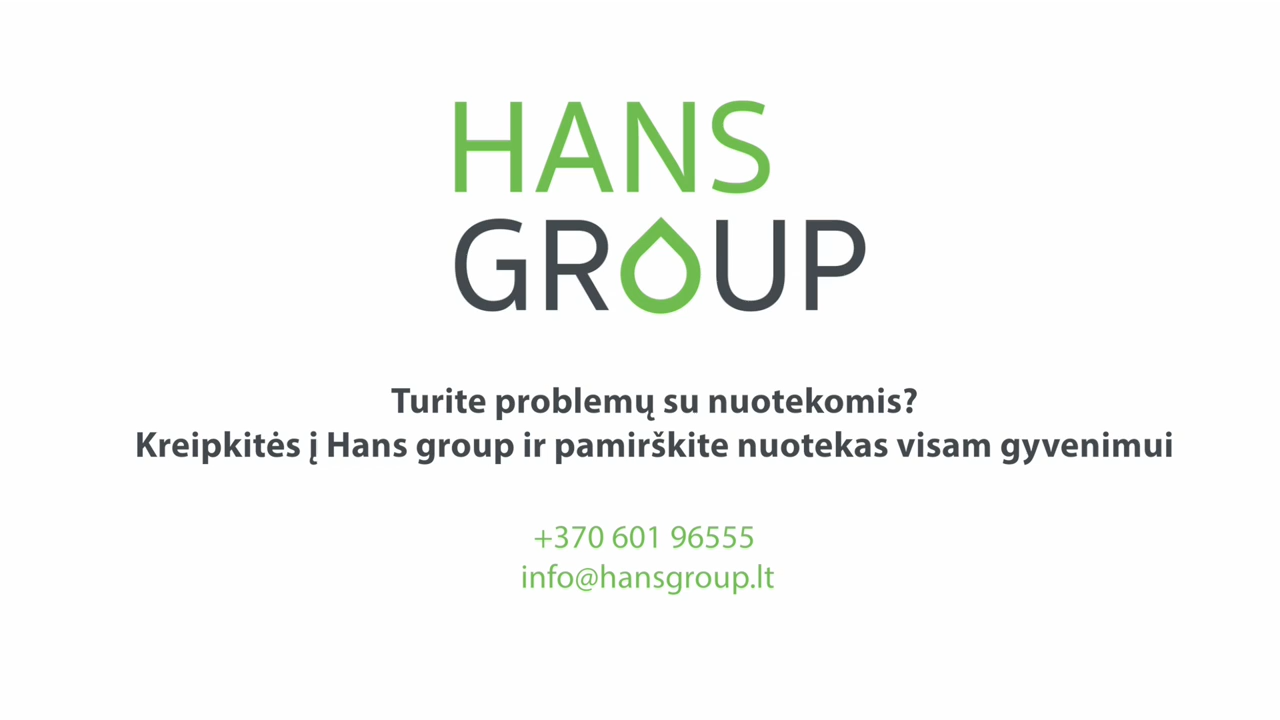 HANS
GROUP
Turite problemų su nuotekomis?
Kreipkitės į Hans group ir pamirškite nuotekas visam gyvenimui
+370 601 96555
info@hansgroup.lt